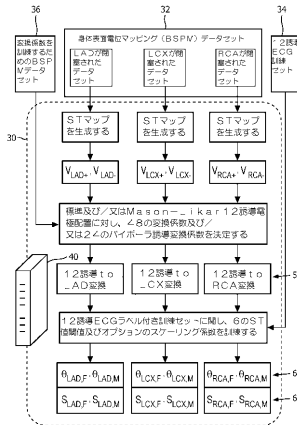 36
32
34
変換係数を
訓練するた
めのBSP
Mデータ
セット
身体表面電位マッピング(BSPM)データセット
LADが閉
塞された
データセ
ット
LCXが閉
塞された
データセ
ット
RCAが閉
塞された
データセ
ット
12誘導
ECG
訓練
セット
30
STマップ
を生成する
STマップ
を生成する
STマップ
を生成する
VLAD+, VLAD-
VLCX+, VLCX-
VRCA+, VRCA-
標準及び/又はMason-Likar12誘導電
極配置に対し、48の変換係数及び/
又は24のバイポーラ誘導変換係数を決定する
40
12誘導to
LAD変換
12誘導to
LCX変換
12誘導to
RCA変換
12誘導ECGラベル付き訓練セットに関し、6のST
値閾値及びオプションのスケーリング係数を訓練する
θLAD,F, θLAD,M
θLCX,F, θLCX,M
θRCA,F, θRCA,M
SLAD,F, SLAD,M
SLCX,F, SLCX,M
SRCA,F, SRCA,M